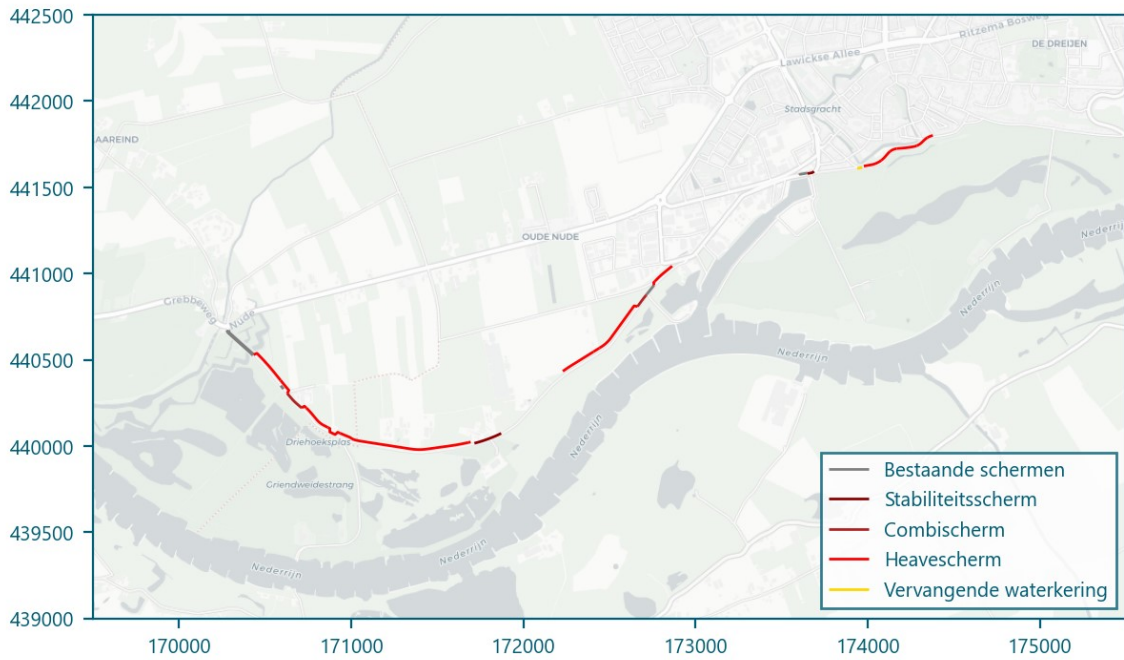 442500
442000
441500
441000
440500
440000
439500
439000
170000
171000
172000
173000
174000
175000
Ritzema Bosweg
Lawickse Allee
DE DREIJEN
Stadsgracht
AAREIND
OUDE NUDE
Grebbeweg
Nude
Nederrijn
Nederrijn
Nederrijn
Nederrijn
Nederrijn
Nederrijn
Driehoeksplas
Griendweidestrang
Bestaande schermen
Stabiliteitsscherm
Combischerm
Heavescherm
Vervangende waterkering